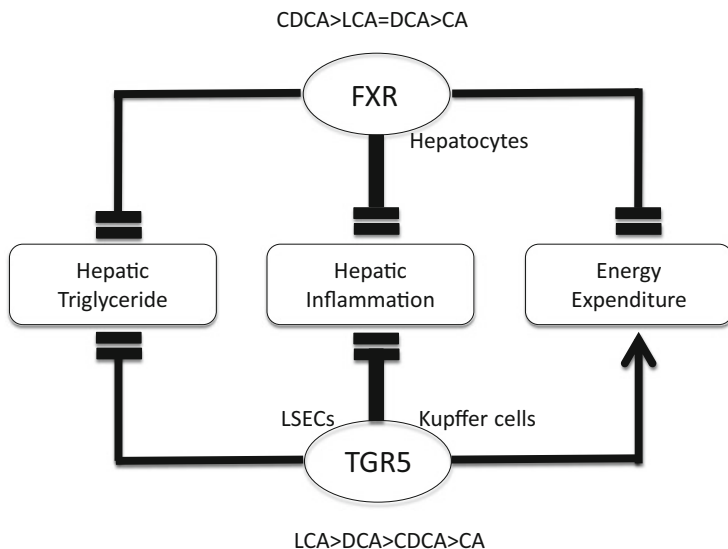 CDCA>LCA=DCA>CA
FXR
Hepatocytes
Hepatic
Triglyceride
Hepatic
Inflammation
Energy
Expenditure
LSECs
Kupffer cells
TGR5
LCA>DCA>CDCA>CA